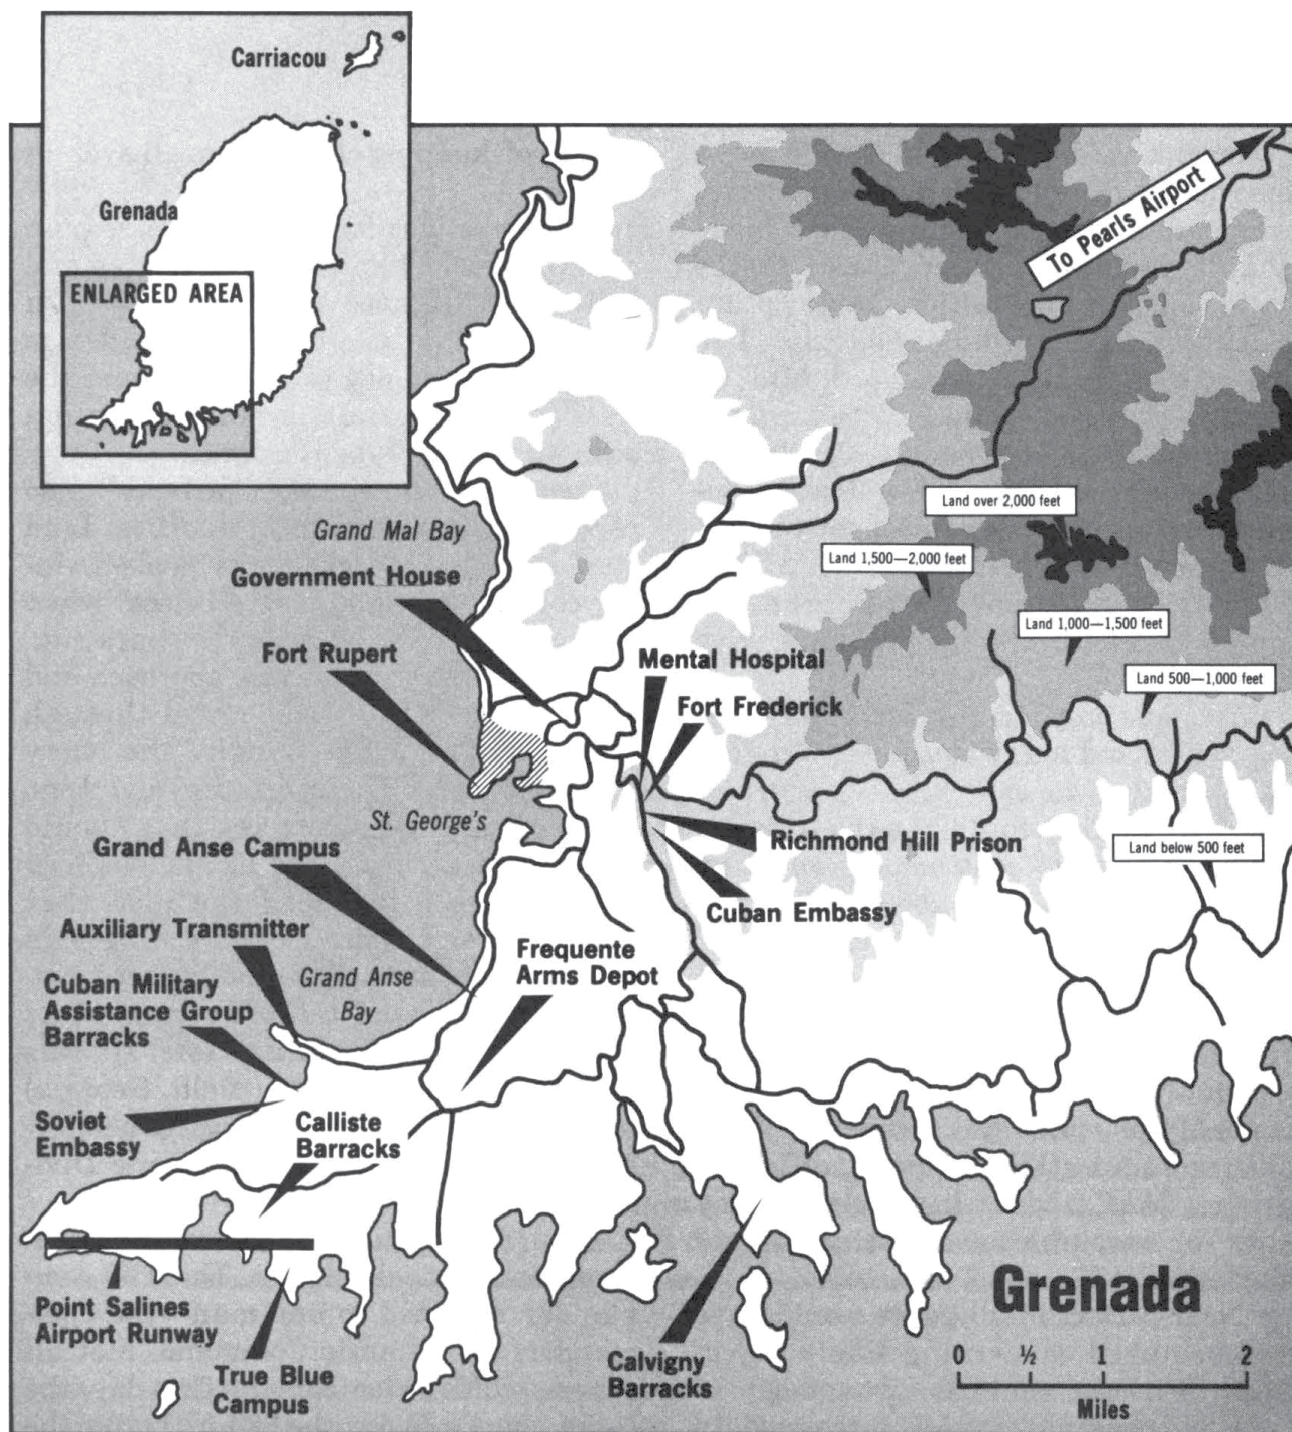 Carriacou
Grenada
ENLARGED AREA
To Pearls Airport
Grand Mal Bay
Government House
Fort Rupert
Mental Hospital
Fort Frederick
Land over 2,000 feet
Land 1,500—2,000 feet
Land 1,000—1,500 feet
Land 500—1,000 feet
Land below 500 feet
St. George's
Richmond Hill Prison
Cuban Embassy
Grand Anse Campus
Auxiliary Transmitter
Grand Anse
Bay
Cuban Military
Assistance Group
Barracks
Frequente
Arms Depot
Soviet
Embassy
Calliste
Barracks
Point Salines
Airport Runway
True Blue
Campus
Calvigny
Barracks
Grenada
0 ½ 1 2
Miles